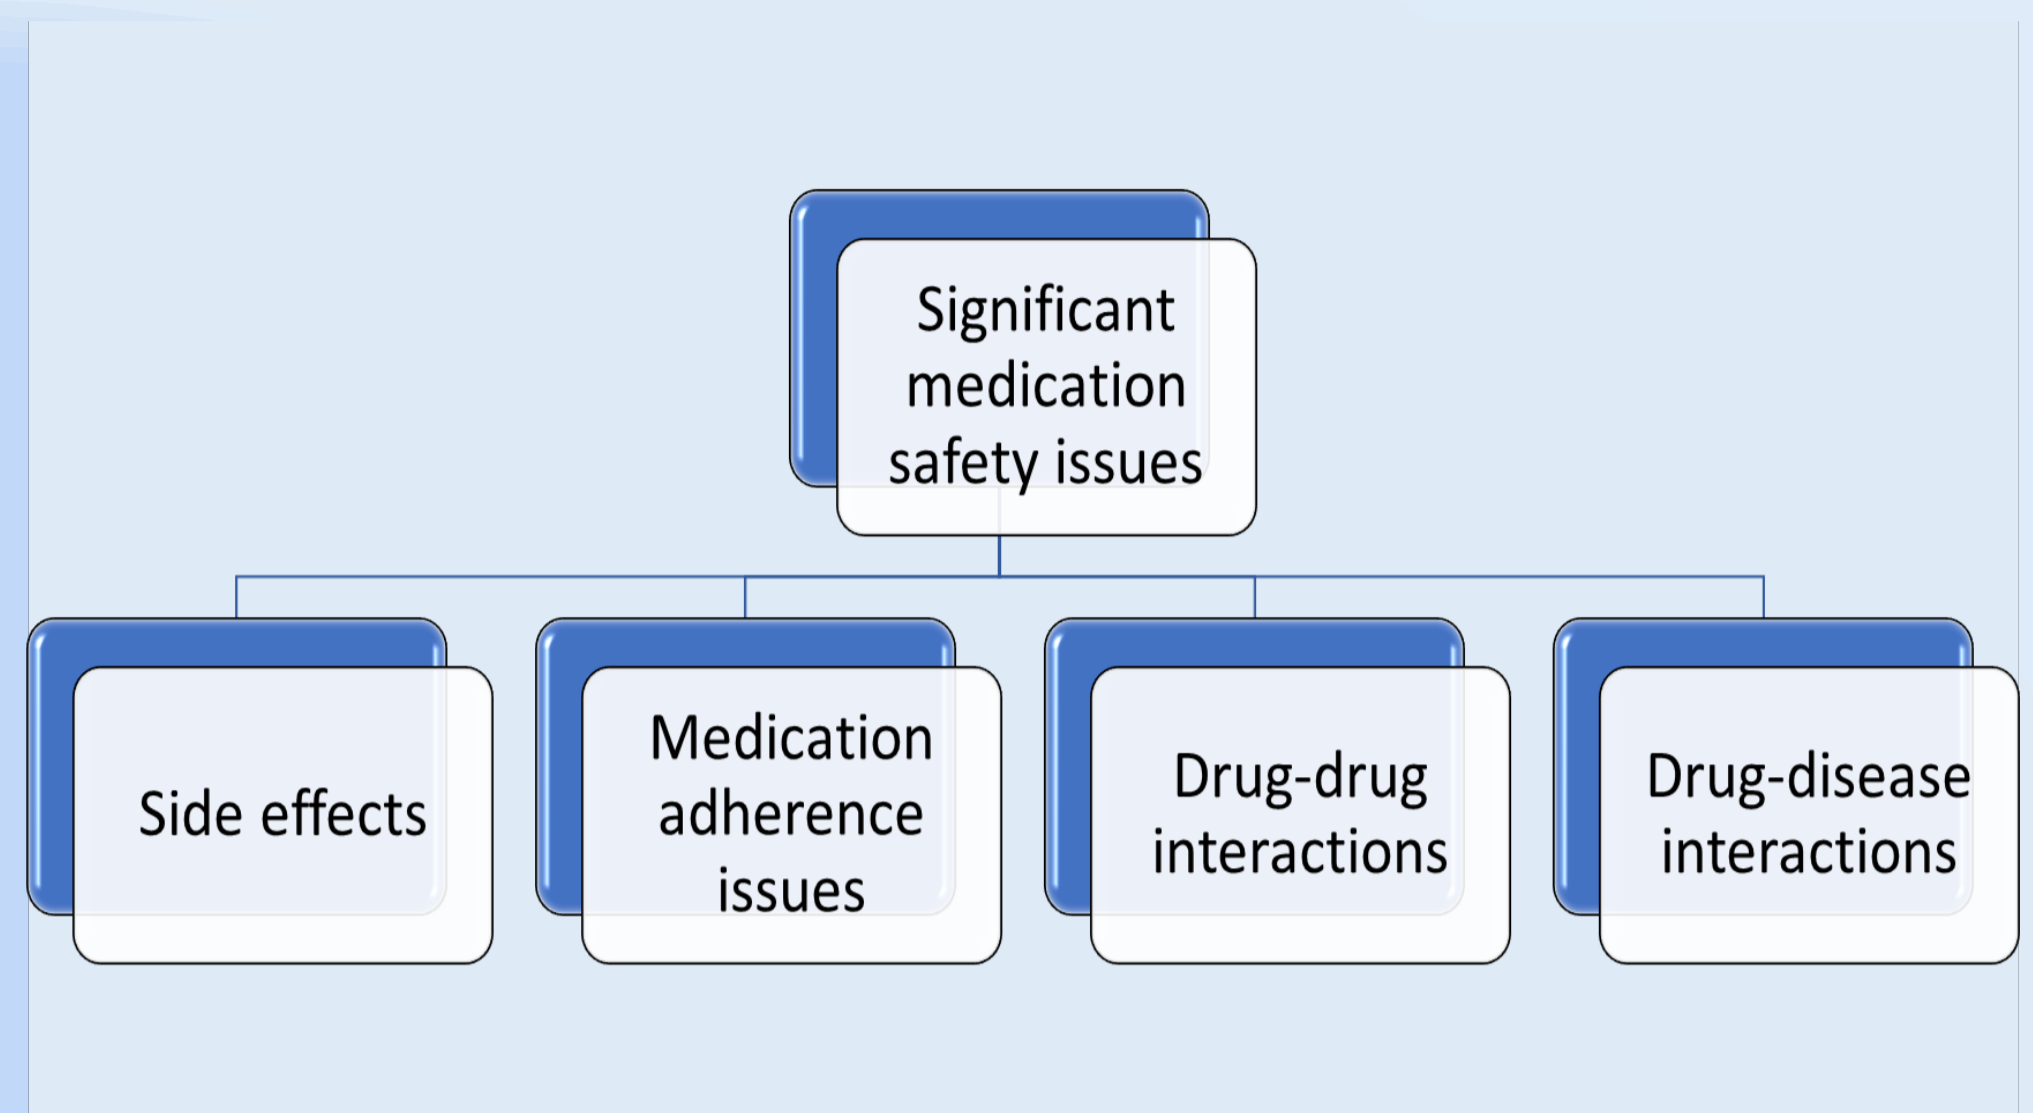 Significant
medication
safety issues
Side effects
Medication
adherence
issues
Drug-drug
interactions
Drug-disease
interactions